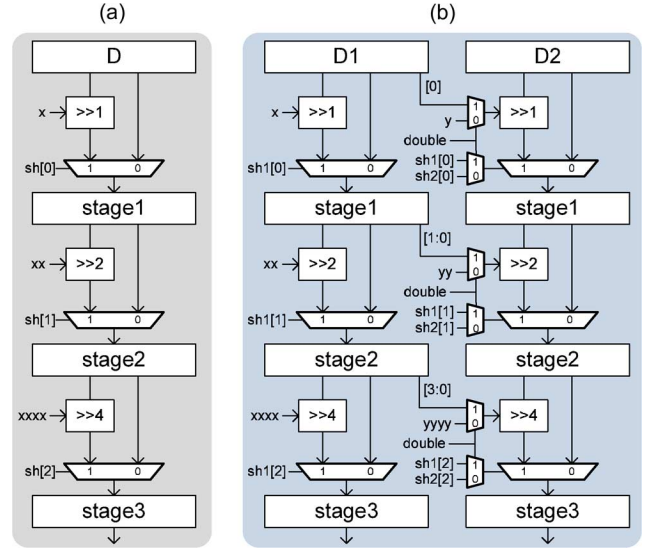 (a) (b)
D D1 D2
[0]
x >>1 x >>1 1 0 y >>1
double
sh[0] 1 0 sh1[0] 1 0 sh1[0] sh2[0] 1 0 1 0
stage1 stage1 stage1
[1:0]
xx >>2 xx >>2 1 0 yy >>2
double
sh[1] 1 0 sh1[1] 1 0 sh1[1] sh2[1] 1 0 1 0
stage2 stage2 stage2
[3:0]
xxxx >>4 xxxx >>4 1 0 yyyy >>4
double
sh[2] 1 0 sh1[2] 1 0 sh1[2] sh2[2] 1 0 1 0
stage3 stage3 stage3